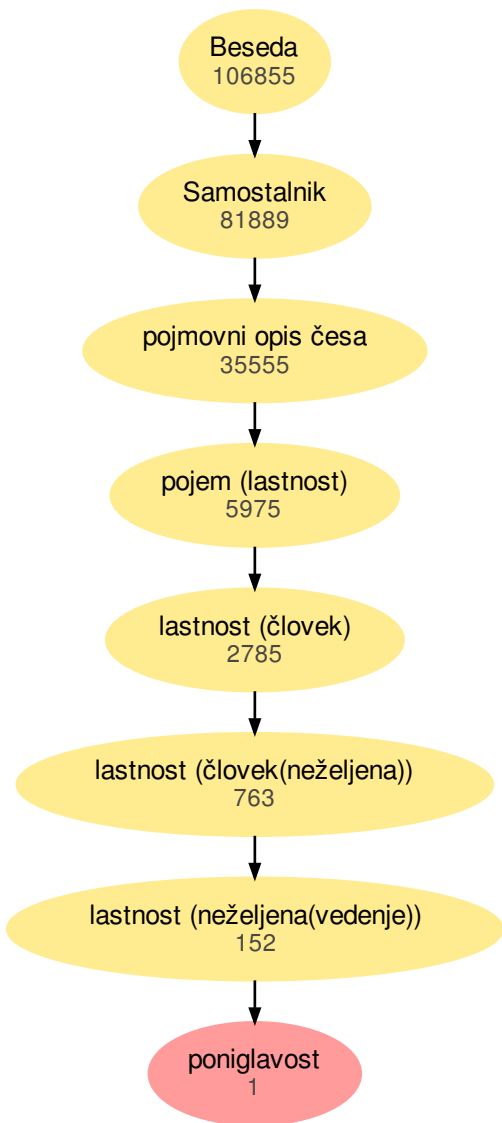 Beseda
106855
Samostalnik
81889
pojmovni opis česa
35555
pojem (lastnost)
5975
lastnost (človek)
2785
lastnost (človek(neželjena))
763
lastnost (neželjena(vedenje))
152
poniglavost
1